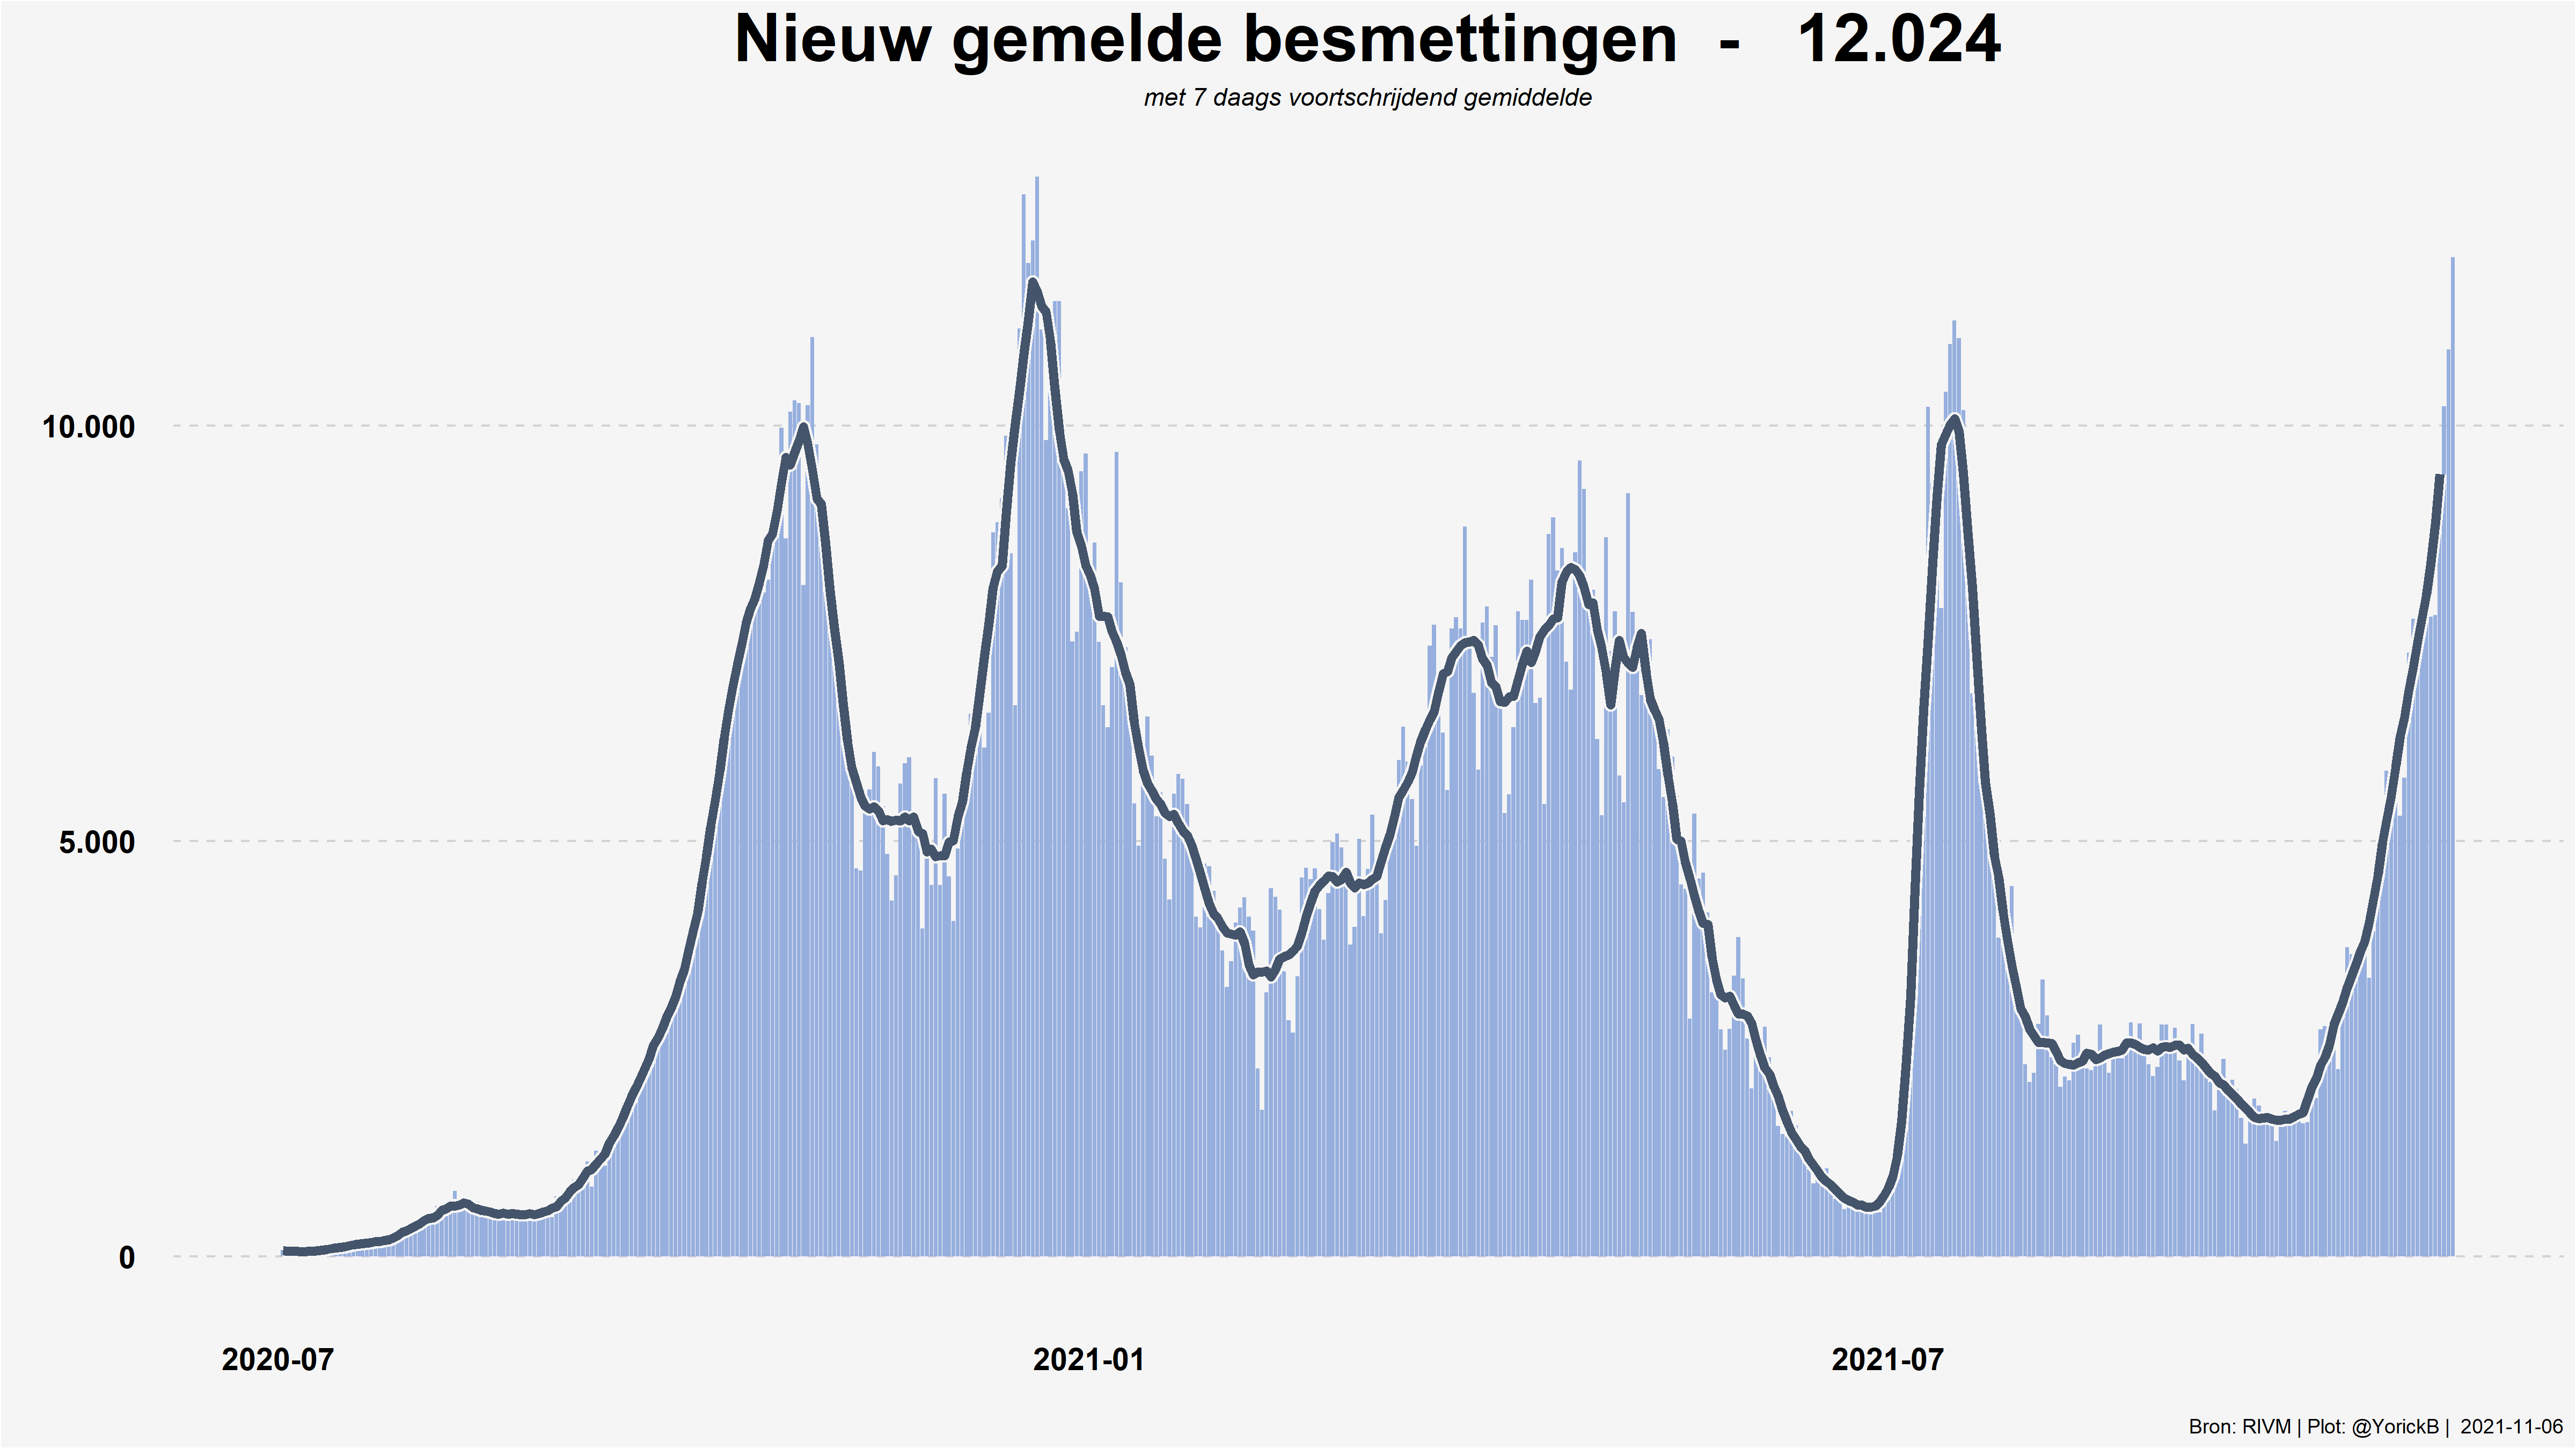 Nieuw gemelde besmettingen - 12.024
met 7 daags voortschrijdend gemiddelde
10.000
5.000
0
2020-07 2021-01 2021-07
Bron: RIVM | Plot: @YorickB | 2021-11-06